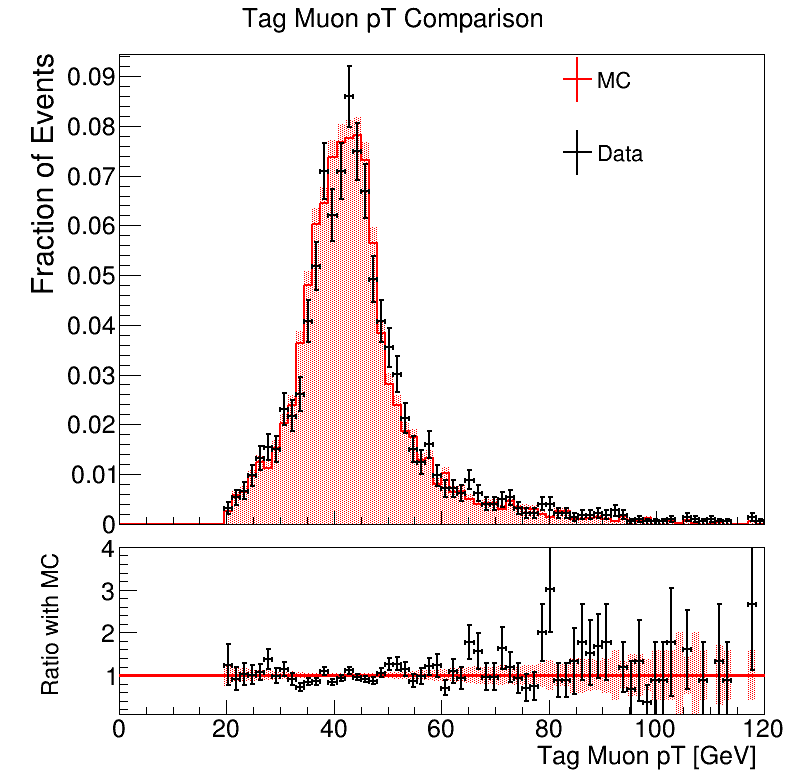 Tag Muon pT Comparison
Fraction of Events
0.09
0.08
0.07
0.06
0.05
0.04
0.03
0.02
0.01
0
MC
Data
Ratio with MC
4
3
2
1
0 20 40 60 80 100 120
Tag Muon pT [GeV]